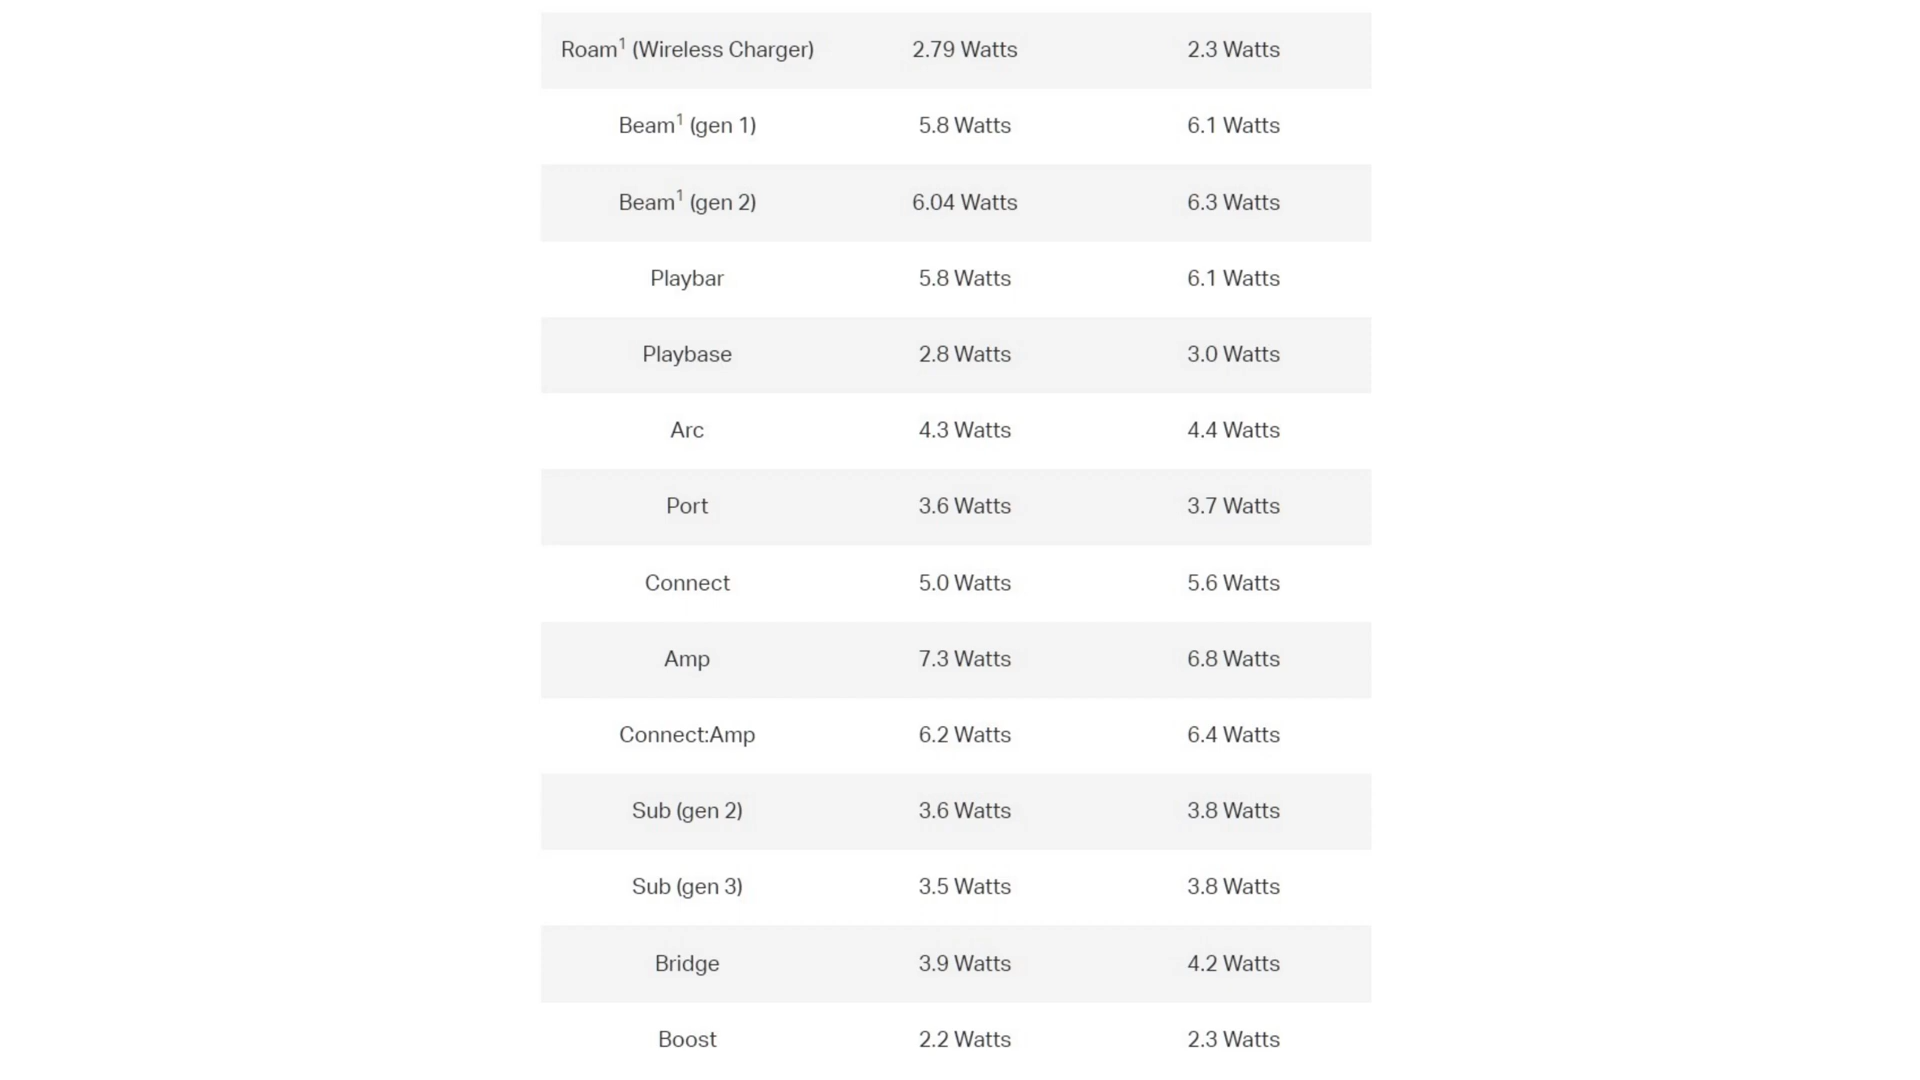 Roam¹ (Wireless Charger) 2.79 Watts 2.3 Watts
Beam¹ (gen 1) 5.8 Watts 6.1 Watts
Beam¹ (gen 2) 6.04 Watts 6.3 Watts
Playbar 5.8 Watts 6.1 Watts
Playbase 2.8 Watts 3.0 Watts
Arc 4.3 Watts 4.4 Watts
Port 3.6 Watts 3.7 Watts
Connect 5.0 Watts 5.6 Watts
Amp 7.3 Watts 6.8 Watts
Connect:Amp 6.2 Watts 6.4 Watts
Sub (gen 2) 3.6 Watts 3.8 Watts
Sub (gen 3) 3.5 Watts 3.8 Watts
Bridge 3.9 Watts 4.2 Watts
Boost 2.2 Watts 2.3 Watts